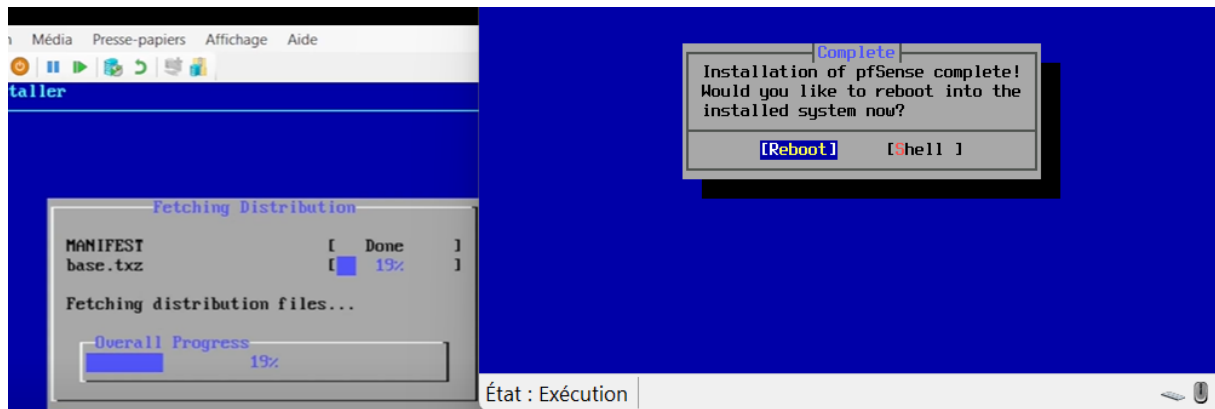 Média Presse-papiers Affichage Aide
taller
Fetching Distribution
MANIFEST [ Done ]
base.txz [ 19% ]
Fetching distribution files...
Overall Progress
19%
Complete
Installation of pfSense complete!
Would you like to reboot into the
installed system now?
[Reboot] [Shell ]
État : Exécution